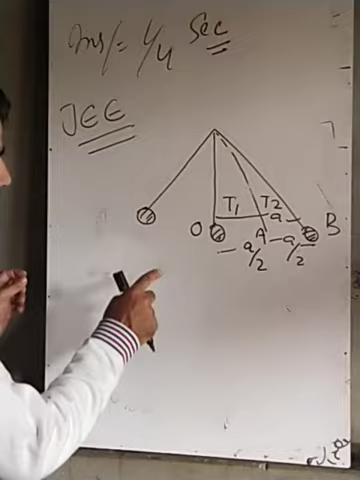 Ans/= 1/4 Sec
JEE
T1 T2
a
O A B
a/2 a/2